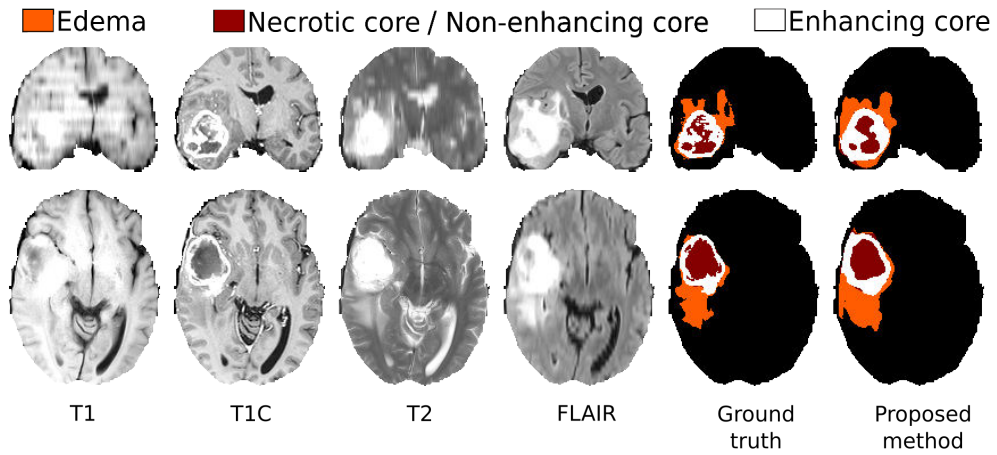 Edema
Necrotic core / Non-enhancing core
Enhancing core
T1
T1C
T2
FLAIR
Ground
truth
Proposed
method